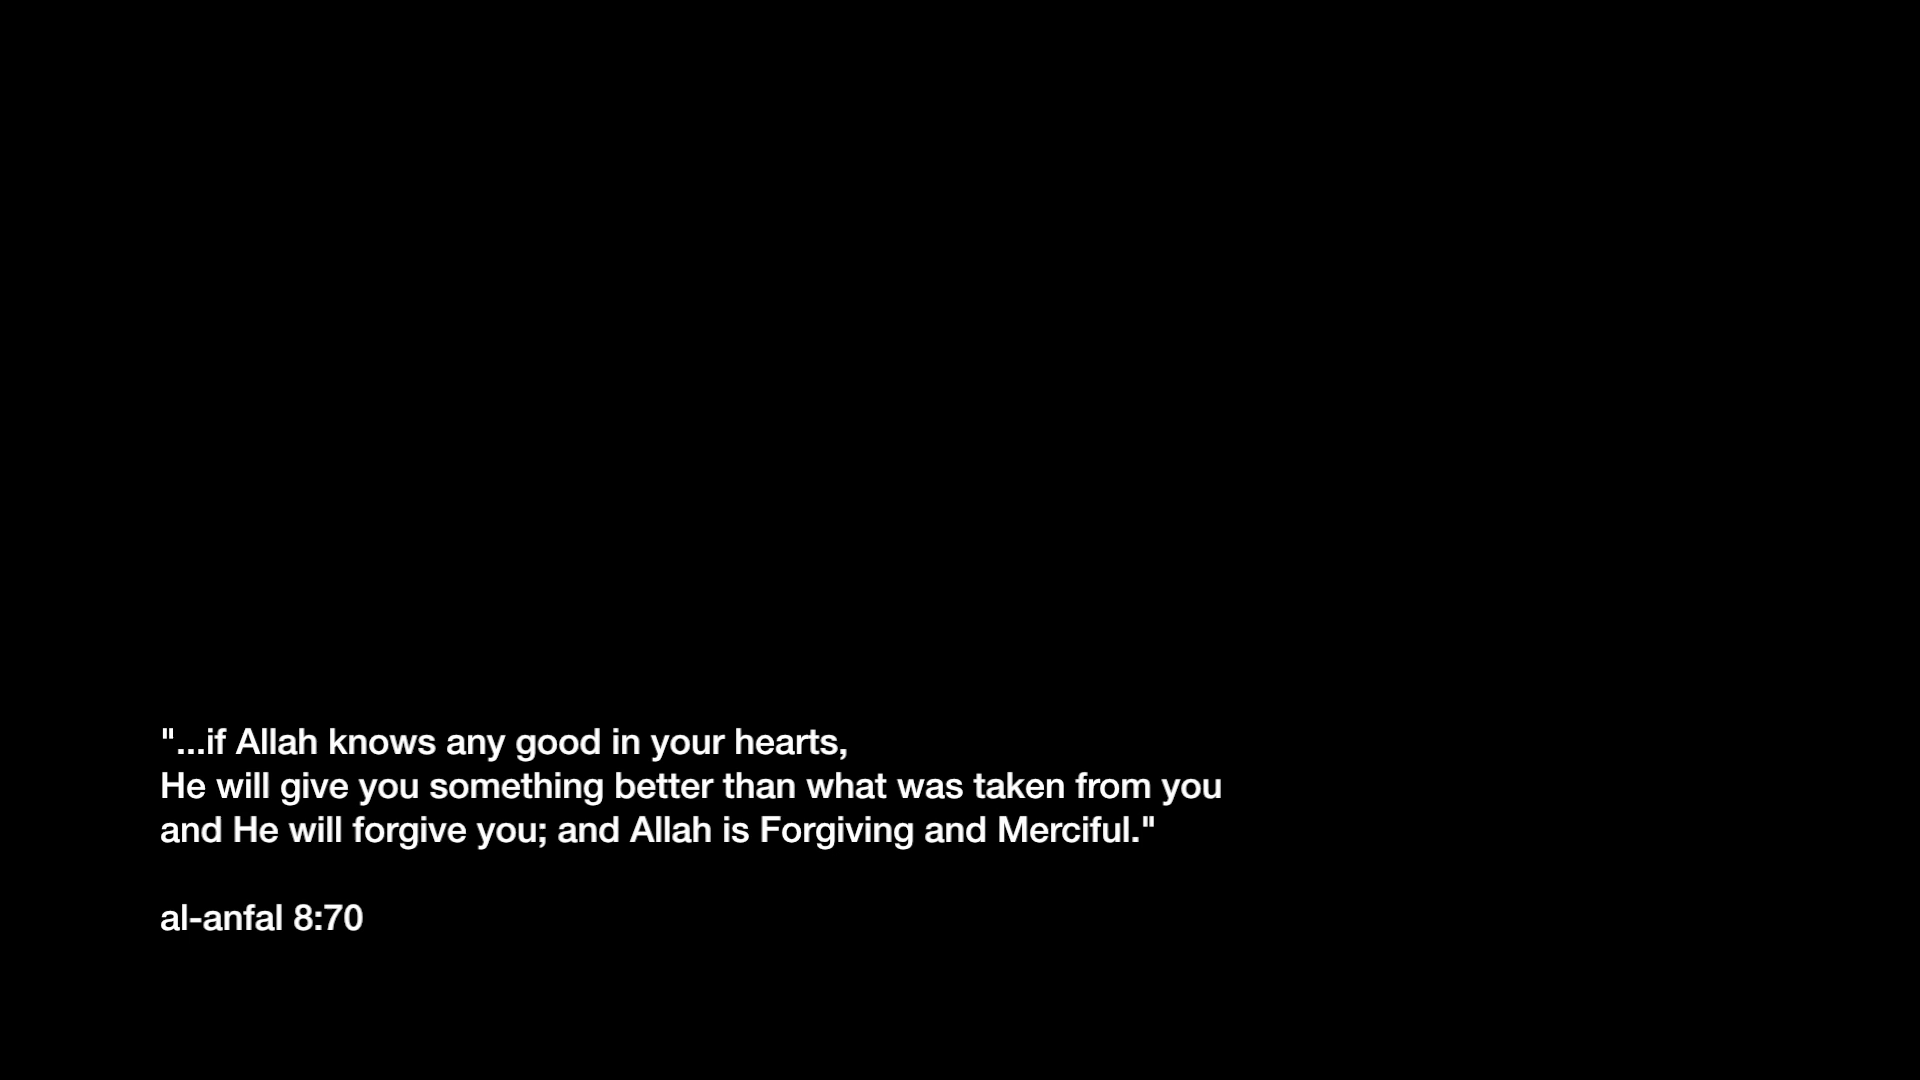 "...if Allah knows any good in your hearts,
He will give you something better than what was taken from you
and He will forgive you; and Allah is Forgiving and Merciful."
al-anfal 8:70